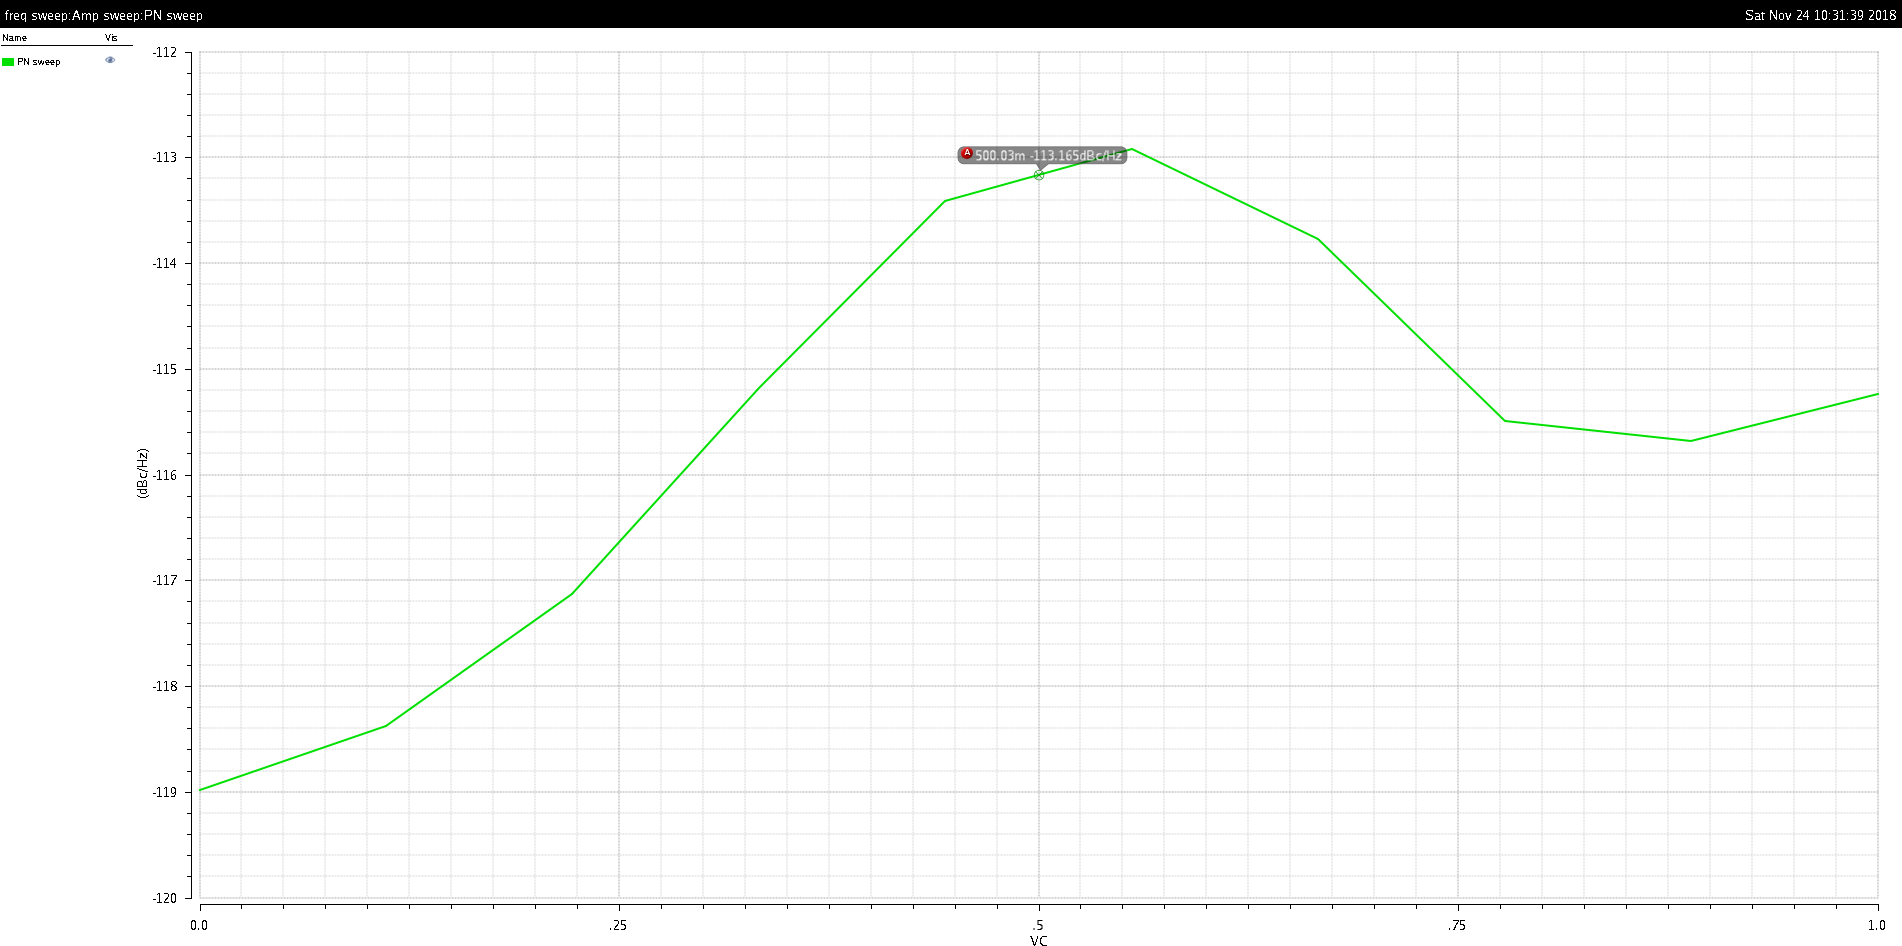 freq sweep:Amp sweep:PN sweep
Sat Nov 24 10:31:39 2018
Name Vis
PN sweep
-112
-113
-114
-115
-116
-117
-118
-119
-120
(dBc/Hz)
A 500.03m -113.165dBc/Hz
0.0 .25 .5 .75 1.0
VC